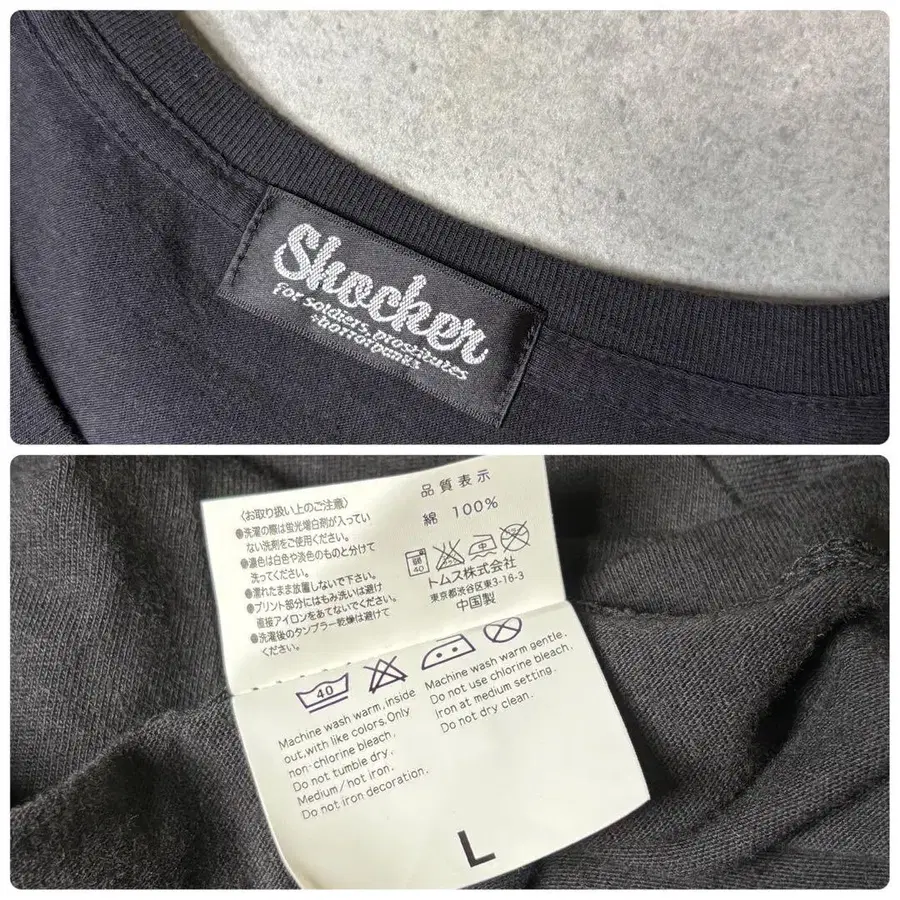 Shocker
For soldiers, prostitutes
+horrorpunks
〈お取り扱い上のご注意〉
●洗濯の際は蛍光増白剤が入ってい
ない洗剤をご使用ください。
●濃色は白色や淡色のものと分けて
洗ってください。
●濡れたまま放置しないで下さい。
●プリント部分にはもみ洗いは避け
直接アイロンをあてないでください。
●洗濯後のタンブラー乾燥は避けて
ください。
品質表示
綿 100%
弱
40
中
トムス株式会社
東京都渋谷区東3-16-3
中国製
40
Machine wash warm, inside
out, with like colors. Only
non-chlorine bleach.
Do not tumble dry.
Medium/hot iron.
Do not iron decoration.
Machine wash warm gentle.
Do not use chlorine bleach.
Iron at medium setting.
Do not dry clean.
L